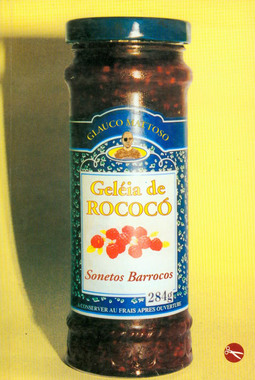 GLAUCO MATTOSO
Geléia de
ROCOCÓ
Sonetos Barrocos
284g
CONSERVER AU FRAIS APRES OUVERTURE